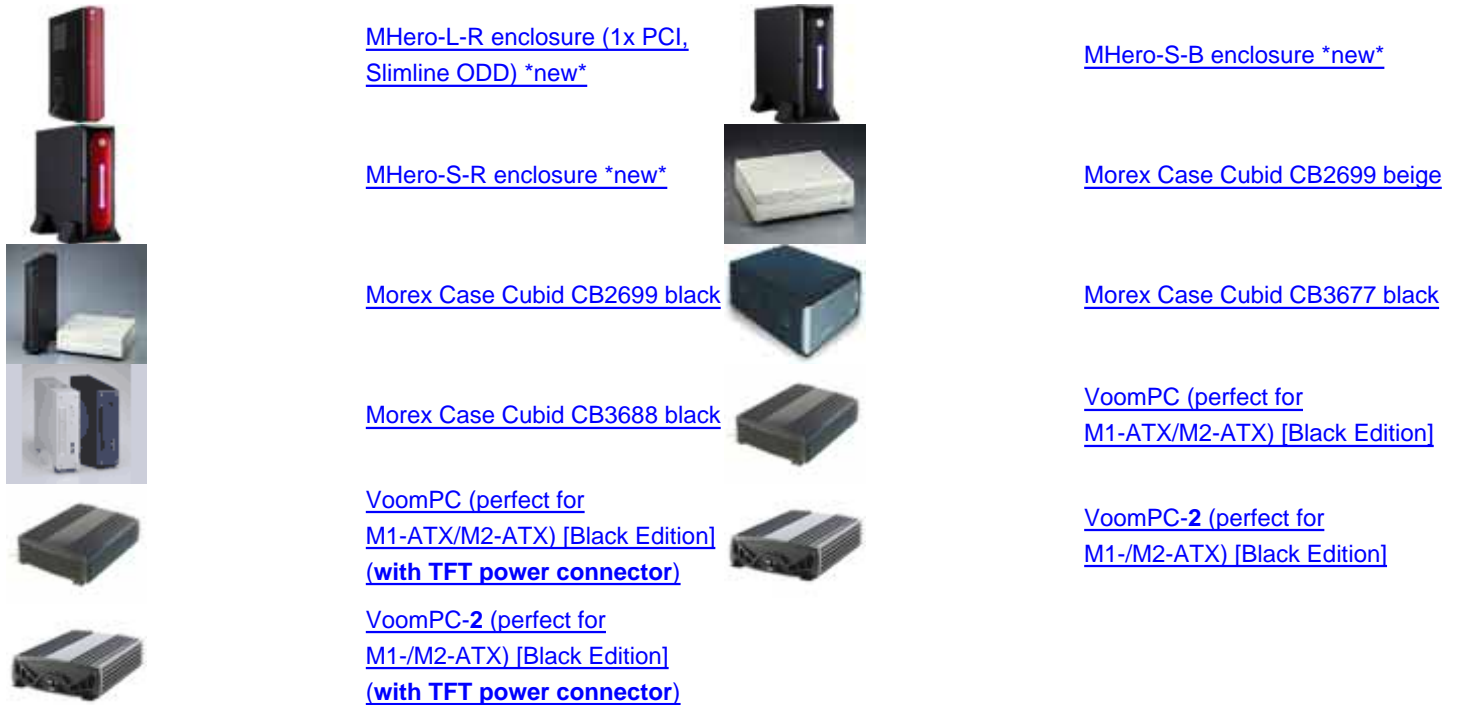 MHero-L-R enclosure (1x PCI,
Slimline ODD) *new*
MHero-S-B enclosure *new*
MHero-S-R enclosure *new*
Morex Case Cubid CB2699 beige
Morex Case Cubid CB2699 black
Morex Case Cubid CB3677 black
Morex Case Cubid CB3688 black
VoomPC (perfect for
M1-ATX/M2-ATX) [Black Edition]
VoomPC (perfect for
M1-ATX/M2-ATX) [Black Edition]
(with TFT power connector)
VoomPC-2 (perfect for
M1-/M2-ATX) [Black Edition]
VoomPC-2 (perfect for
M1-/M2-ATX) [Black Edition]
(with TFT power connector)